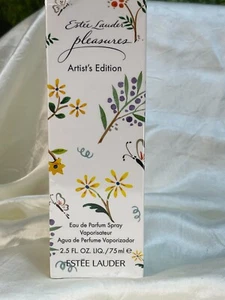 Estée Lauder
pleasures
Artist's Edition
Eau de Parfum Spray
Vaporisateur
Agua de Perfume Vaporizador
2.5 FL. OZ. LIQ./75 ml e
ESTĒE LAUDER